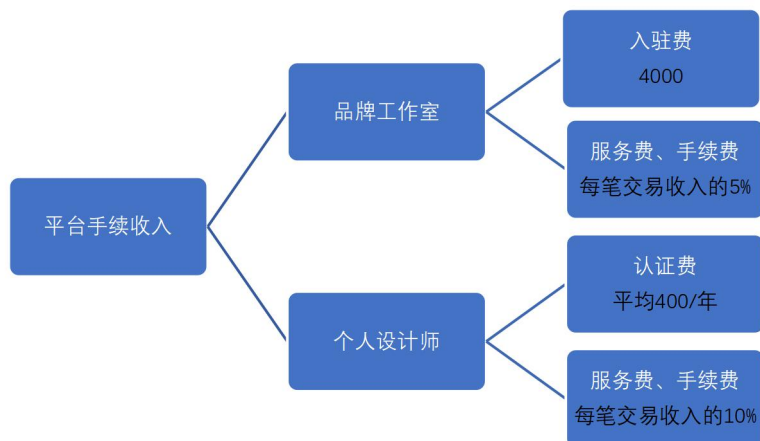 平台手续收入
品牌工作室
入驻费
4000
服务费、手续费
每笔交易收入的5%
个人设计师
认证费
平均400/年
服务费、手续费
每笔交易收入的10%